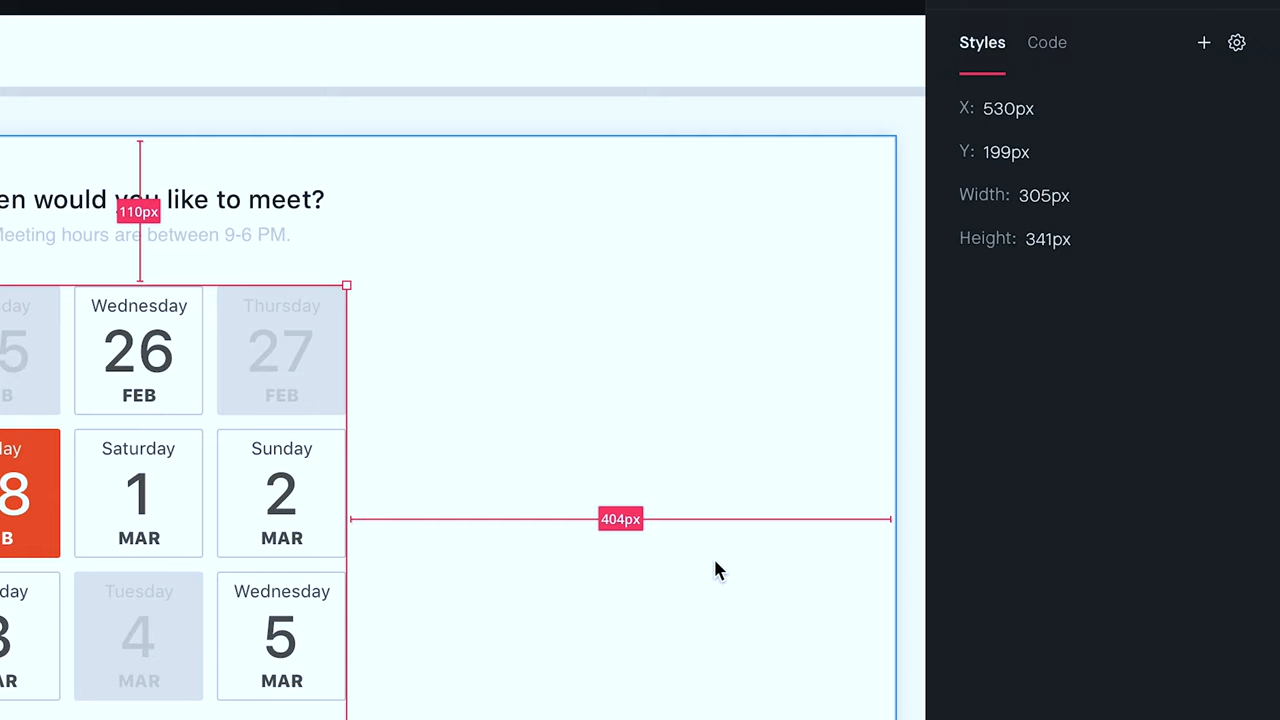 Styles Code
X: 530px
Y: 199px
Width: 305px
Height: 341px
would you like to meet?
110px
hours are between 9-6 PM.
Wednesday
26
FEB
Thursday
27
FEB
Saturday
1
MAR
Sunday
2
MAR
404px
Tuesday
4
MAR
Wednesday
5
MAR